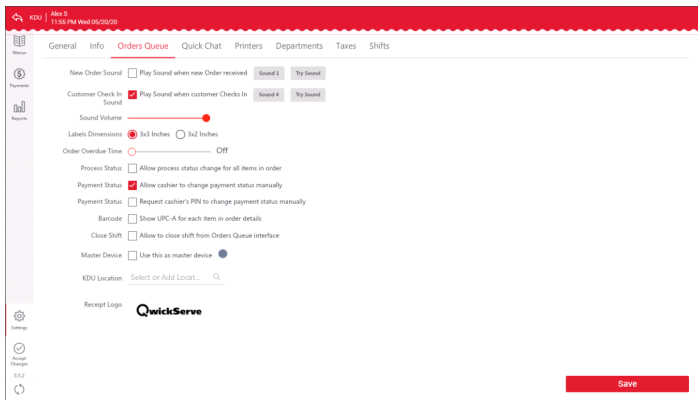 KDU
Alex S
11:55 PM Wed 05/20/20
Menus
Payments
Reports
Settings
Accept
Changes
5.5.2
General Info Orders Queue Quick Chat Printers Departments Taxes Shifts
New Order Sound Play Sound when new Order received Sound 1 Try Sound
Customer Check In
Sound Play Sound when customer Checks In Sound 4 Try Sound
Sound Volume
Labels Dimensions 3x3 Inches 3x2 Inches
Order Overdue Time Off
Process Status Allow process status change for all items in order
Payment Status Allow cashier to change payment status manually
Payment Status Request cashier's PIN to change payment status manually
Barcode Show UPC-A for each item in order details
Close Shift Allow to close shift from Orders Queue interface
Master Device Use this as master device
KDU Location Select or Add Locat...
Receipt Logo QwickServe
Save